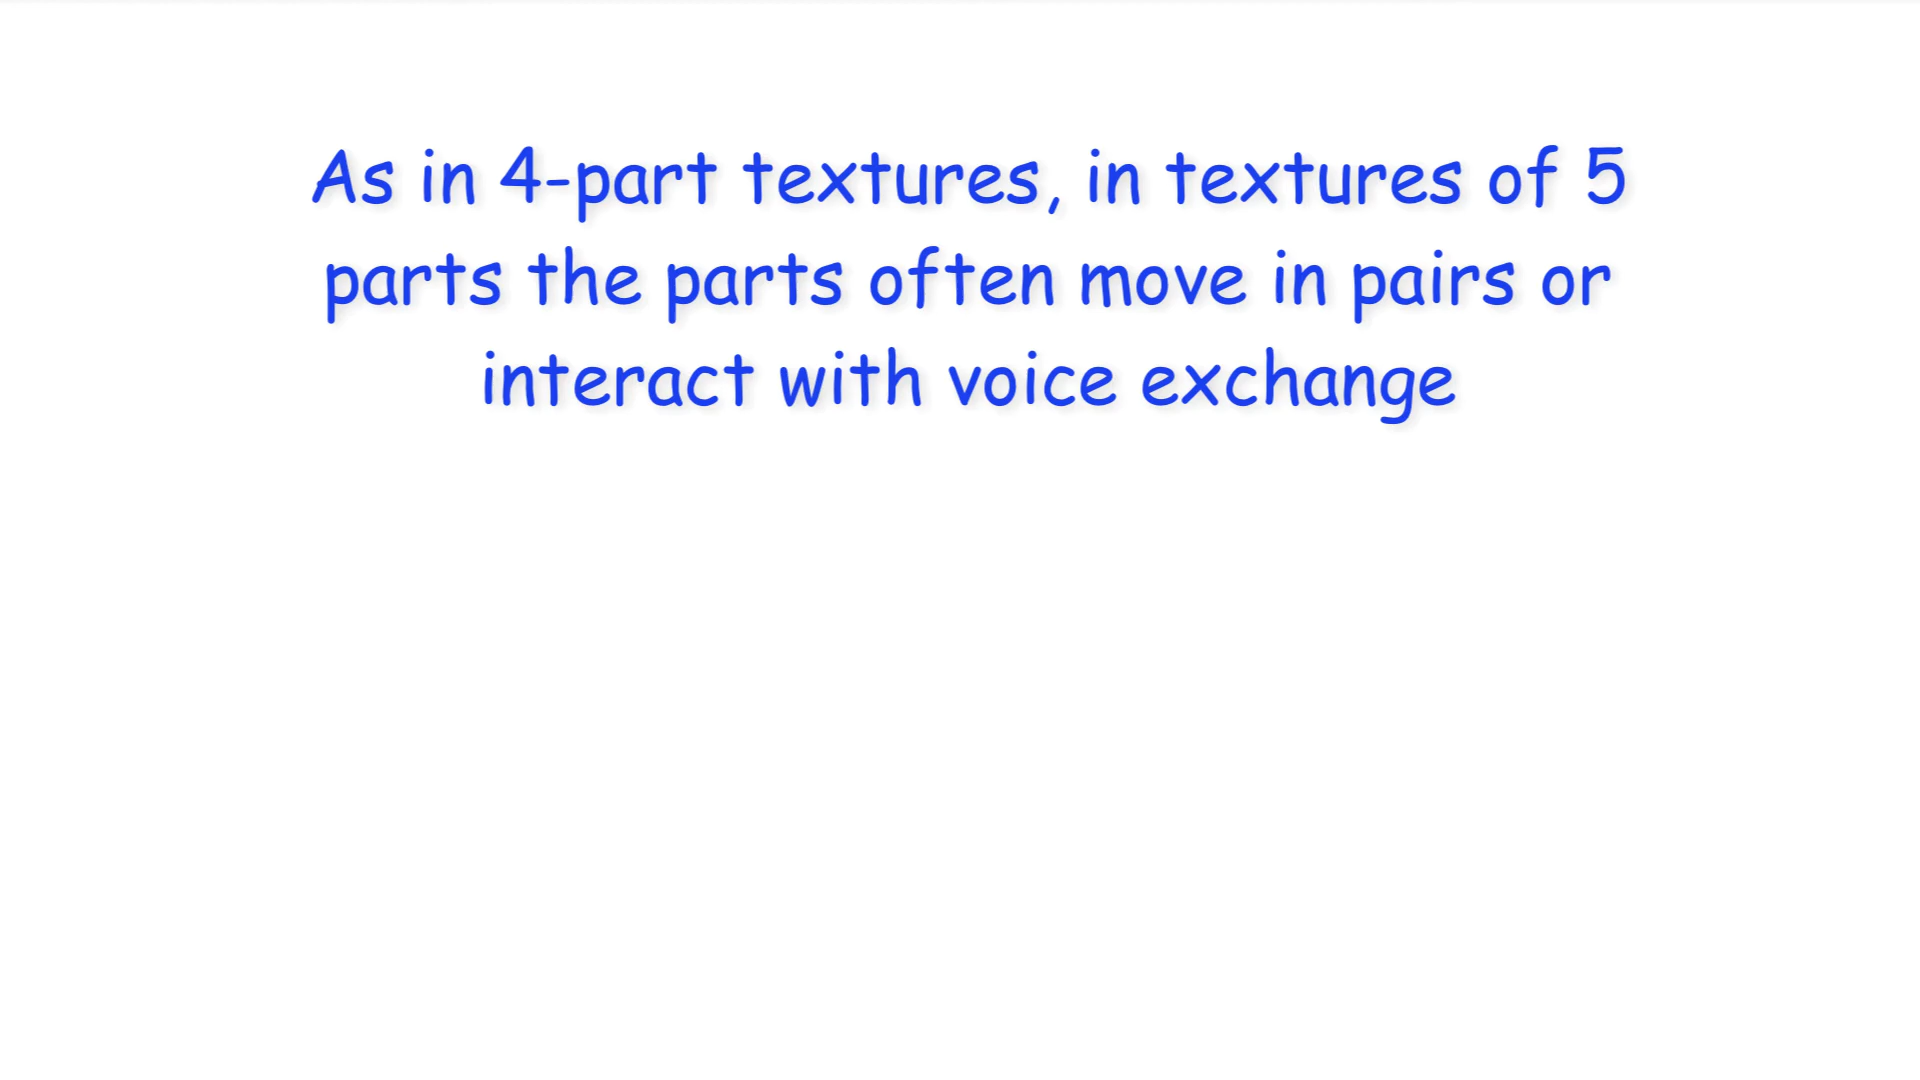 As in 4-part textures, in textures of 5
parts the parts often move in pairs or
interact with voice exchange